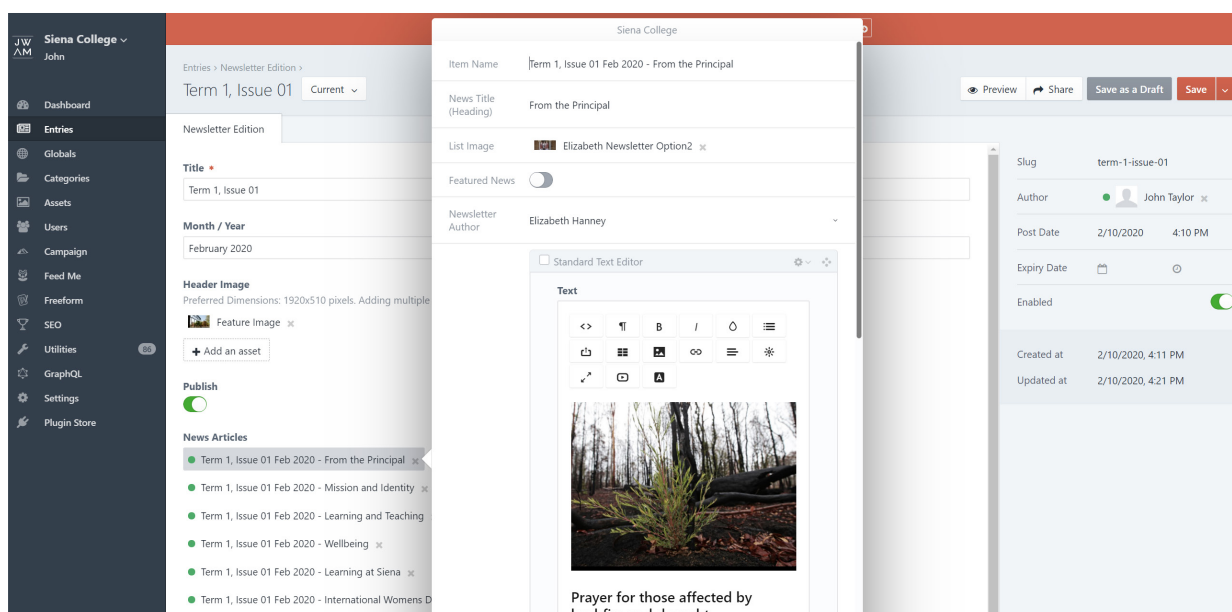 JW
AM
Siena College
John
Dashboard
Entries
Globals
Categories
Assets
Users
Campaign
Feed Me
Freeform
SEO
Utilities 86
GraphQL
Settings
Plugin Store
Entries › Newsletter Edition ›
Term 1, Issue 01 Current
Preview Share Save as a Draft Save
Newsletter Edition
Title *
Term 1, Issue 01
Month / Year
February 2020
Header Image
Preferred Dimensions: 1920x510 pixels. Adding multiple
Feature Image
+ Add an asset
Publish
News Articles
Term 1, Issue 01 Feb 2020 - From the Principal
Term 1, Issue 01 Feb 2020 - Mission and Identity
Term 1, Issue 01 Feb 2020 - Learning and Teaching
Term 1, Issue 01 Feb 2020 - Wellbeing
Term 1, Issue 01 Feb 2020 - Learning at Siena
Term 1, Issue 01 Feb 2020 - International Womens D
Siena College
Item Name Term 1, Issue 01 Feb 2020 - From the Principal
News Title
(Heading) From the Principal
List Image Elizabeth Newsletter Option2
Featured News
Newsletter
Author Elizabeth Hanney
Standard Text Editor
Text
B I
A
Prayer for those affected by
Slug term-1-issue-01
Author John Taylor
Post Date 2/10/2020 4:10 PM
Expiry Date
Enabled
Created at 2/10/2020, 4:11 PM
Updated at 2/10/2020, 4:21 PM